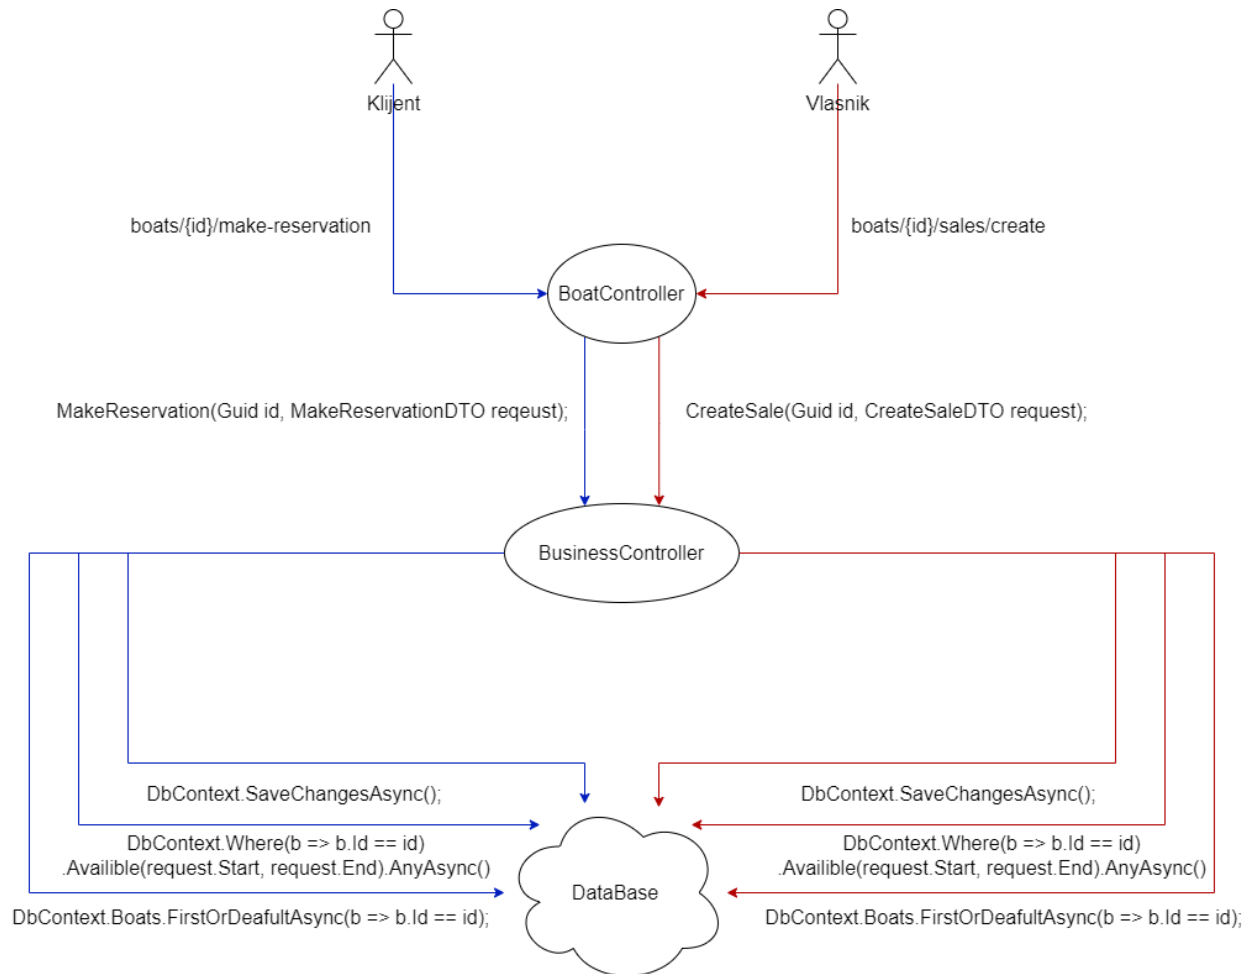 Klijent
Vlasnik
boats/{id}/make-reservation
boats/{id}/sales/create
BoatController
MakeReservation(Guid id, MakeReservationDTO reqeust);
CreateSale(Guid id, CreateSaleDTO request);
BusinessController
DbContext.SaveChangesAsync();
DbContext.SaveChangesAsync();
DbContext.Where(b => b.Id == id)
.Availible(request.Start, request.End).AnyAsync()
DbContext.Where(b => b.Id == id)
.Availible(request.Start, request.End).AnyAsync()
DataBase
DbContext.Boats.FirstOrDeafultAsync(b => b.Id == id);
DbContext.Boats.FirstOrDeafultAsync(b => b.Id == id);